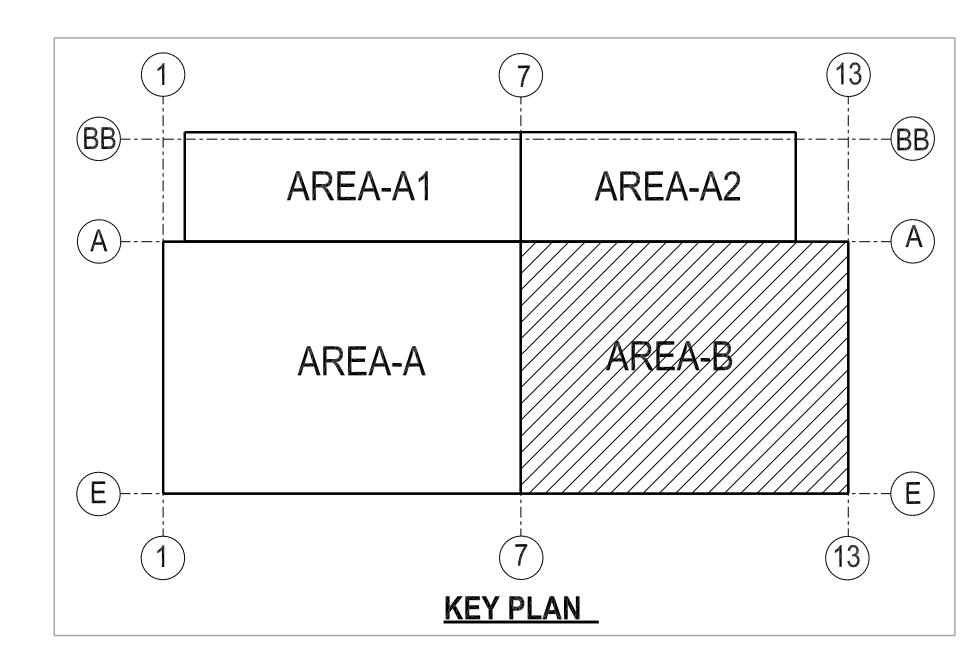 1 7 13
BB BB
AREA-A1 AREA-A2
A A
AREA-A AREA-B
E E
1 7 13
KEY PLAN